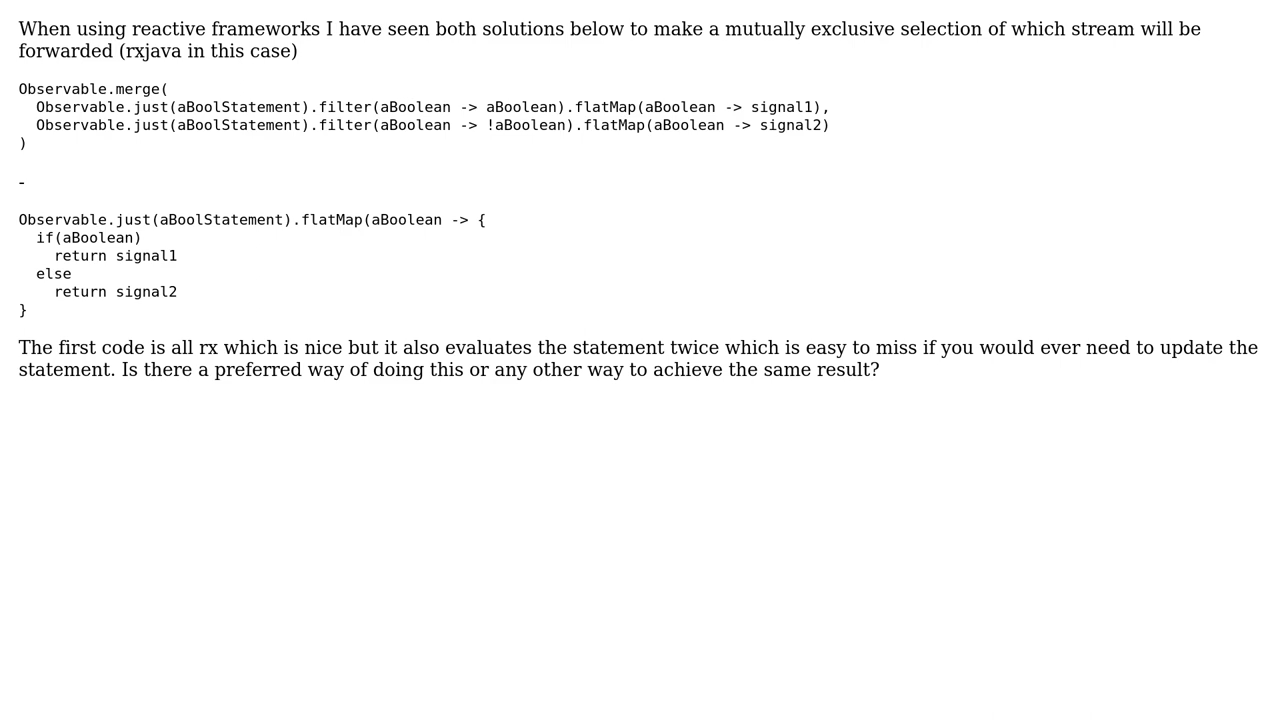 When using reactive frameworks I have seen both solutions below to make a mutually exclusive selection of which stream will be
forwarded (rxjava in this case)
Observable.merge(
  Observable.just(aBoolStatement).filter(aBoolean -> aBoolean).flatMap(aBoolean -> signal1),
  Observable.just(aBoolStatement).filter(aBoolean -> !aBoolean).flatMap(aBoolean -> signal2)
)
-
Observable.just(aBoolStatement).flatMap(aBoolean -> {
  if(aBoolean)
    return signal1
  else
    return signal2
}
The first code is all rx which is nice but it also evaluates the statement twice which is easy to miss if you would ever need to update the
statement. Is there a preferred way of doing this or any other way to achieve the same result?